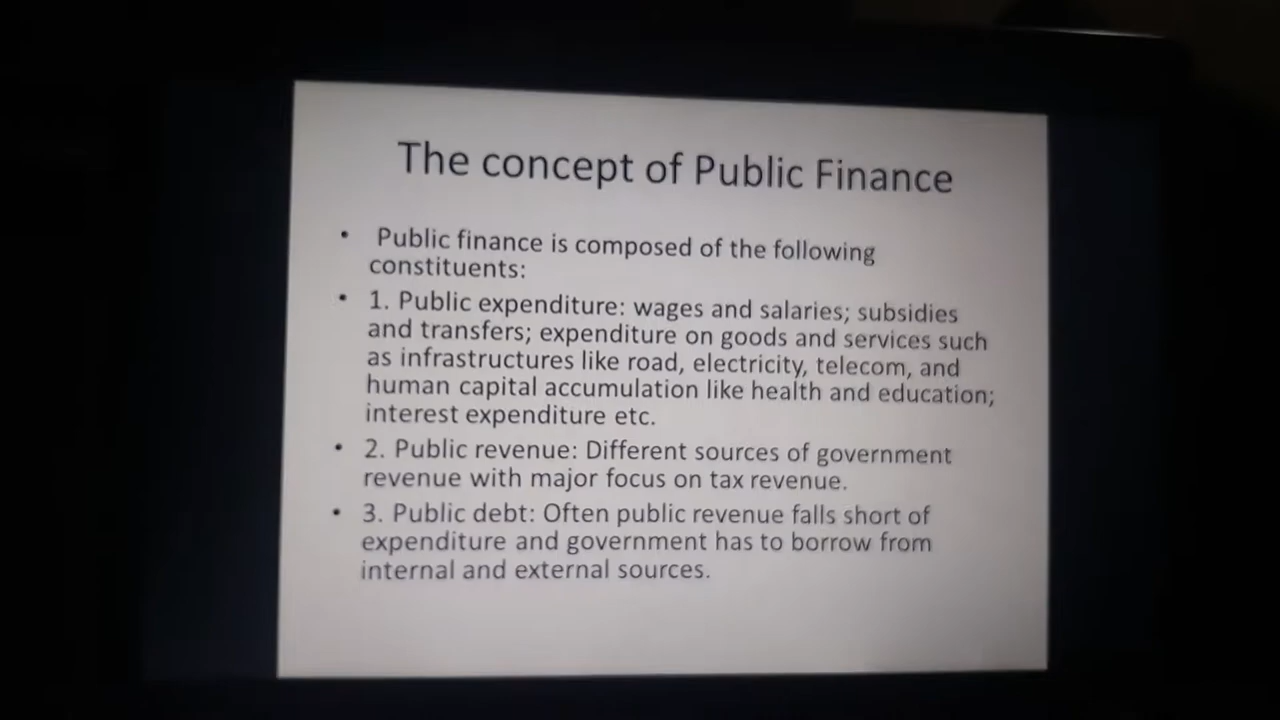 The concept of Public Finance
• Public finance is composed of the following
constituents:
• 1. Public expenditure: wages and salaries; subsidies
and transfers; expenditure on goods and services such
as infrastructures like road, electricity, telecom, and
human capital accumulation like health and education;
interest expenditure etc.
• 2. Public revenue: Different sources of government
revenue with major focus on tax revenue.
• 3. Public debt: Often public revenue falls short of
expenditure and government has to borrow from
internal and external sources.